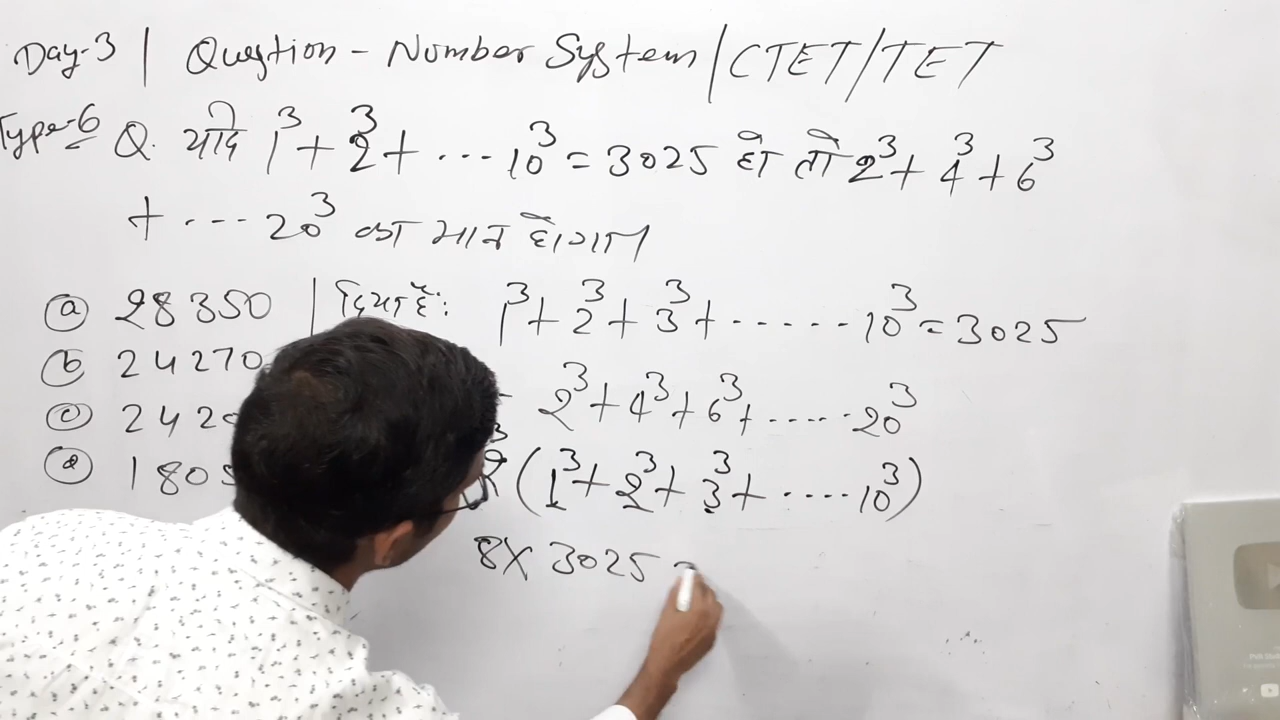 Day-3 | Question - Number System / CTET / TET
Type-6 Q. यदि 1³ + 2³ + ... 10³ = 3025 हो तो 2³ + 4³ + 6³
+ ... 20³ का मान होगा
(a) 28350
(b) 24270
(c) 242
(d) 180
दिया है: 1³ + 2³ + 3³ + ...... 10³ = 3025
2³ + 4³ + 6³ + ..... 20³
(1³ + 2³ + 3³ + .... 10³)
8 × 3025 =